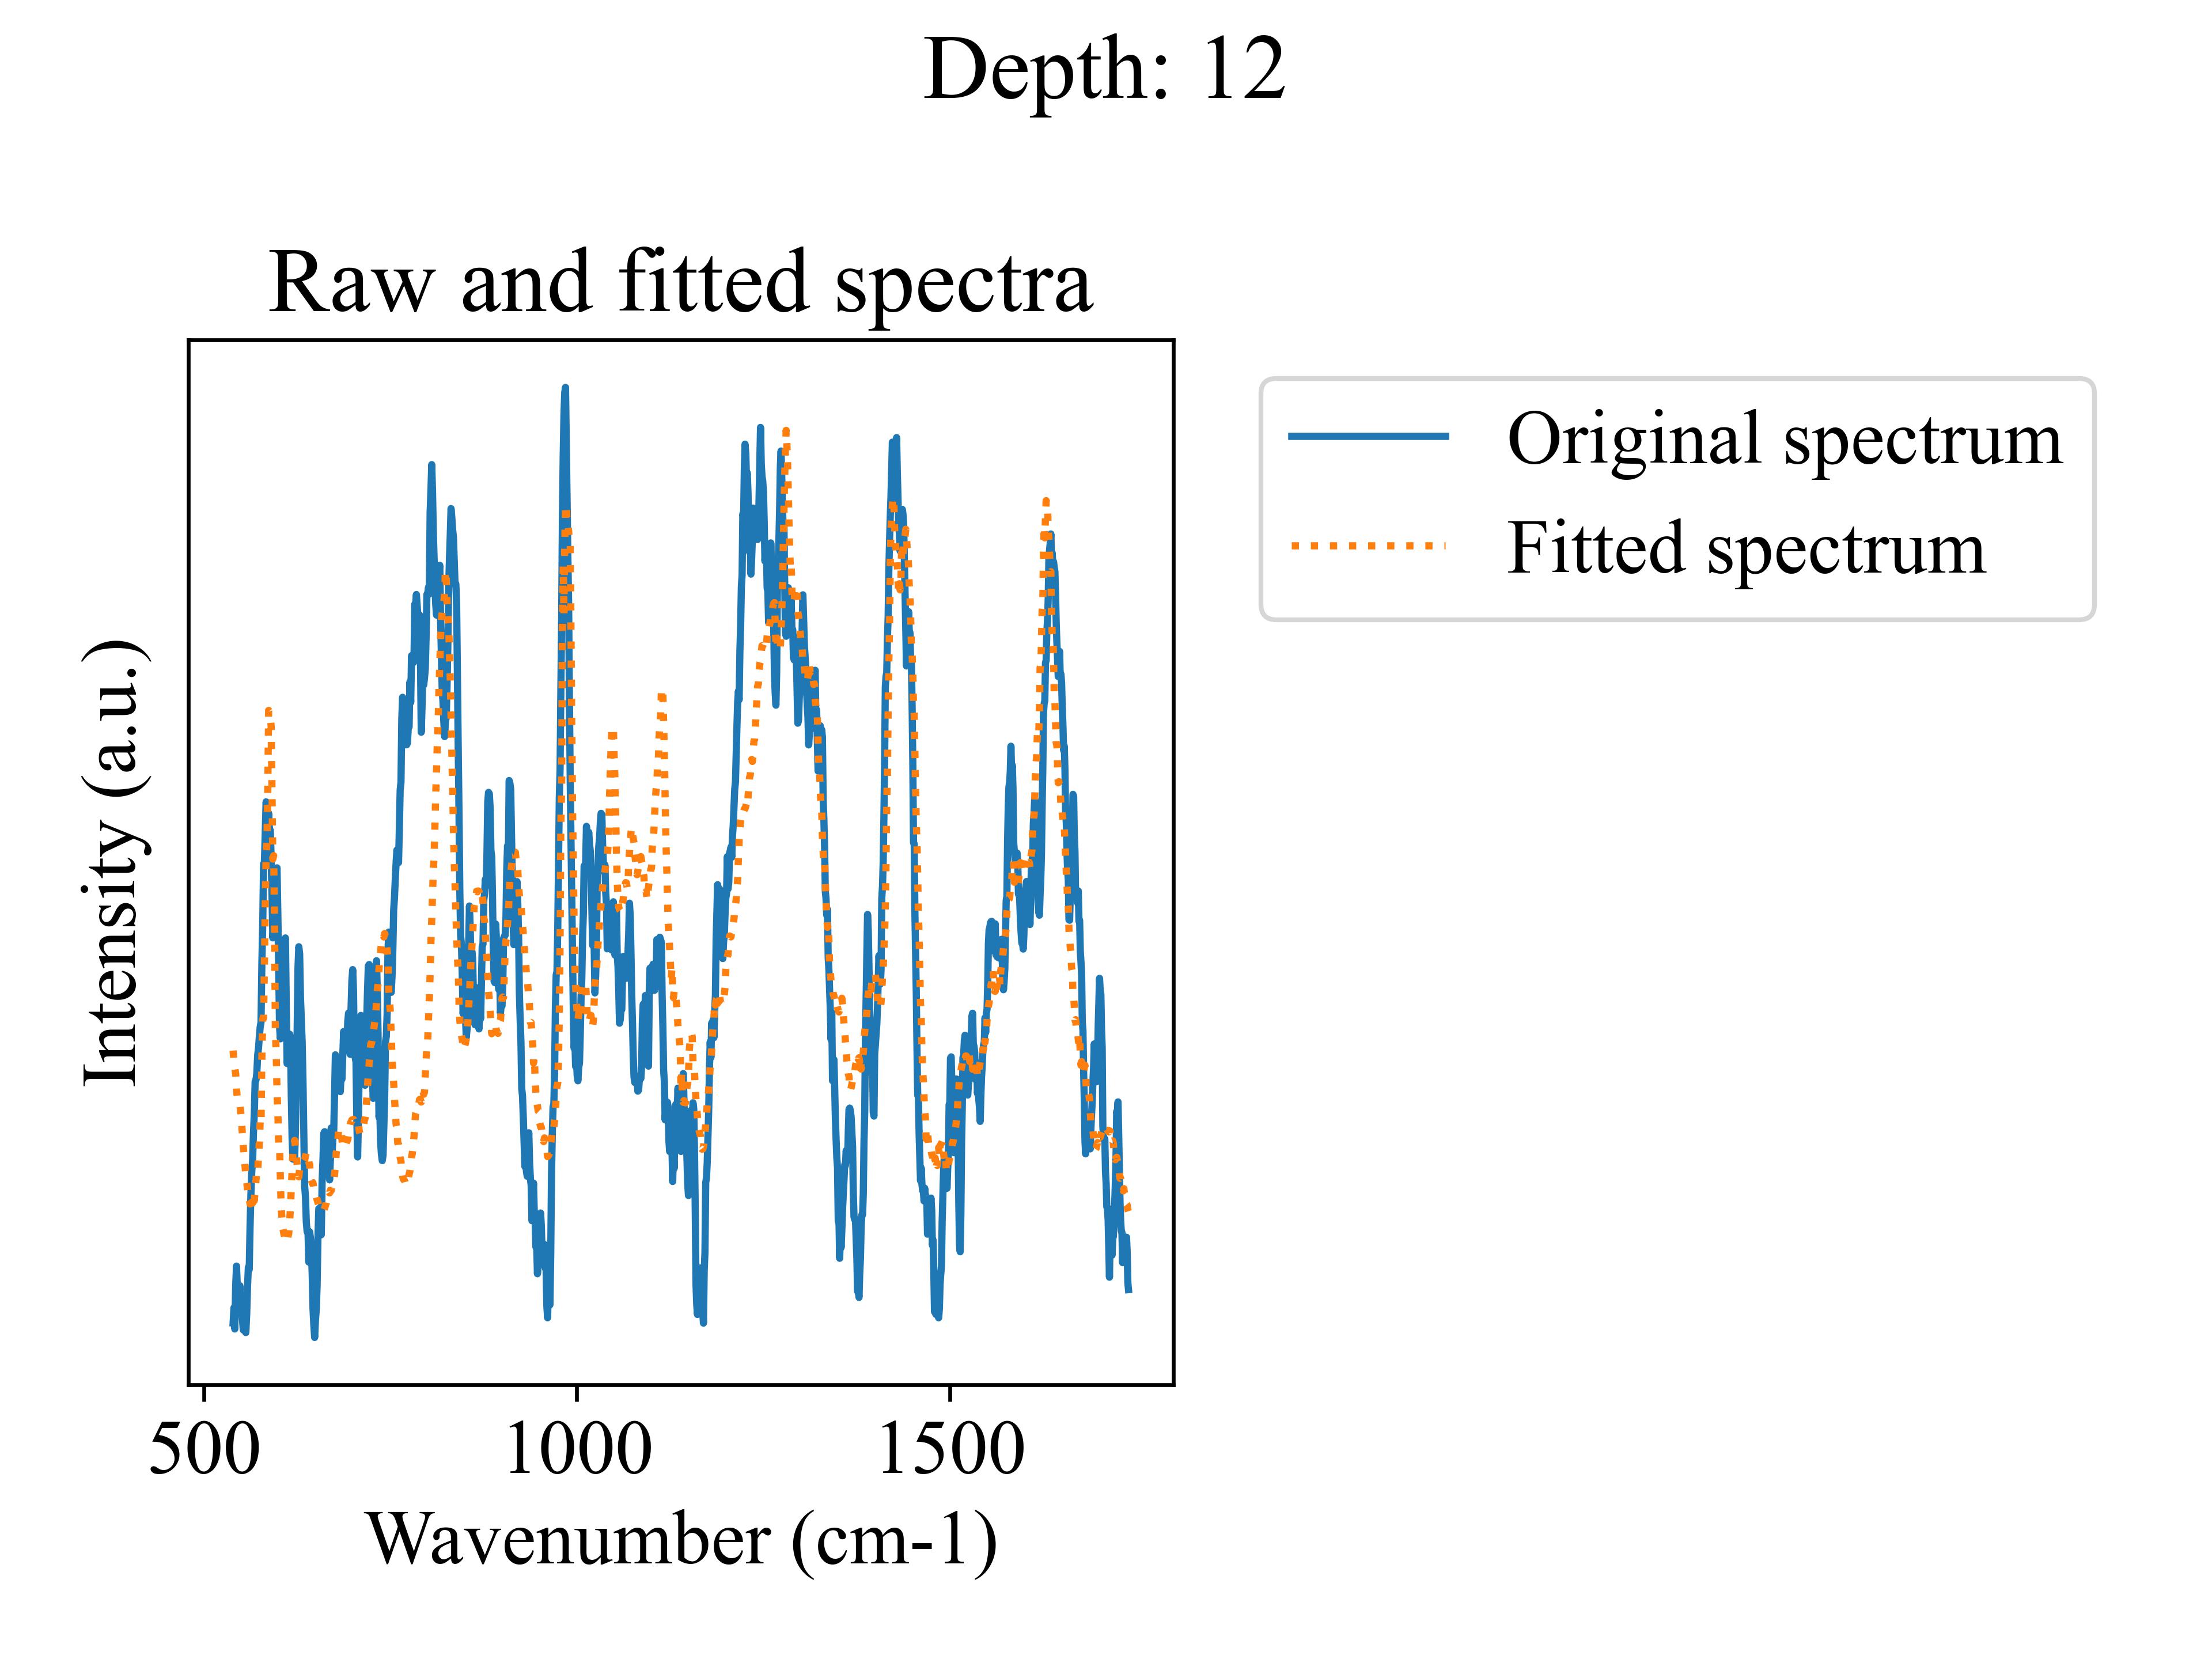 Depth: 12
Raw and fitted spectra
Original spectrum
Fitted spectrum
Intensity (a.u.)
500 1000 1500
Wavenumber (cm-1)